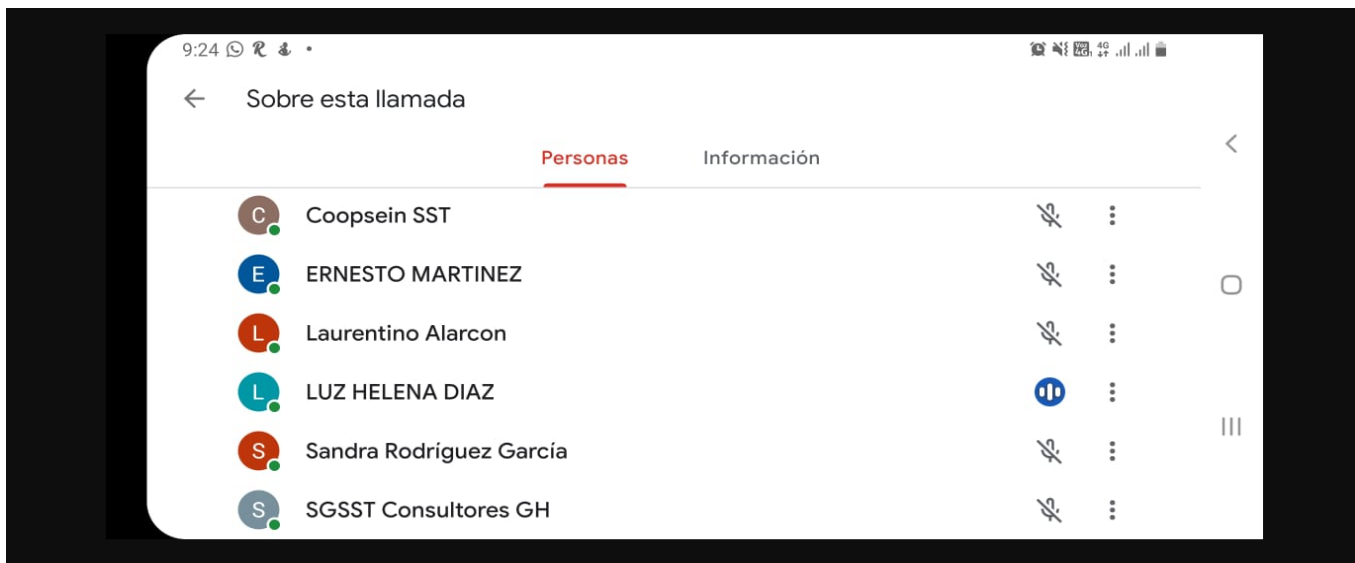 9:24
Sobre esta llamada
Personas Información
C Coopsein SST
E ERNESTO MARTINEZ
L Laurentino Alarcon
L LUZ HELENA DIAZ
S Sandra Rodríguez García
S SGSST Consultores GH